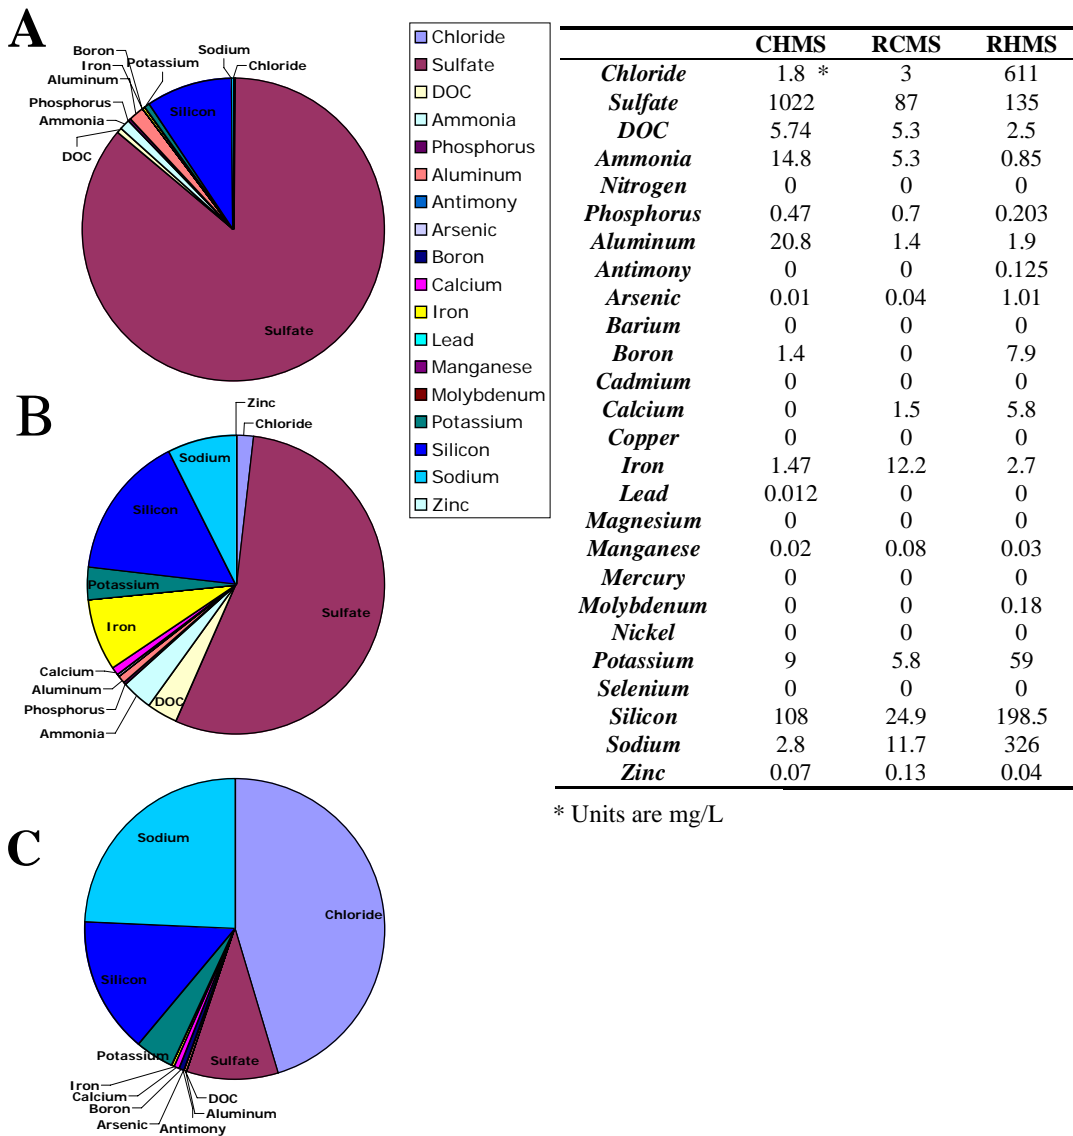 A
Boron
Iron
Aluminum
Potassium
Sodium
Chloride
Phosphorus
Ammonia
DOC
Silicon
Sulfate
B
Zinc
Chloride
Sodium
Silicon
Potassium
Iron
Sulfate
Calcium
Aluminum
Phosphorus
Ammonia
DOC
C
Sodium
Chloride
Silicon
Potassium
Sulfate
Iron
Calcium
Boron
Arsenic
DOC
Aluminum
Antimony
Chloride
Sulfate
DOC
Ammonia
Phosphorus
Aluminum
Antimony
Arsenic
Boron
Calcium
Iron
Lead
Manganese
Molybdenum
Potassium
Silicon
Sodium
Zinc
CHMS RCMS RHMS
Chloride 1.8 * 3 611
Sulfate 1022 87 135
DOC 5.74 5.3 2.5
Ammonia 14.8 5.3 0.85
Nitrogen 0 0 0
Phosphorus 0.47 0.7 0.203
Aluminum 20.8 1.4 1.9
Antimony 0 0 0.125
Arsenic 0.01 0.04 1.01
Barium 0 0 0
Boron 1.4 0 7.9
Cadmium 0 0 0
Calcium 0 1.5 5.8
Copper 0 0 0
Iron 1.47 12.2 2.7
Lead 0.012 0 0
Magnesium 0 0 0
Manganese 0.02 0.08 0.03
Mercury 0 0 0
Molybdenum 0 0 0.18
Nickel 0 0 0
Potassium 9 5.8 59
Selenium 0 0 0
Silicon 108 24.9 198.5
Sodium 2.8 11.7 326
Zinc 0.07 0.13 0.04
* Units are mg/L